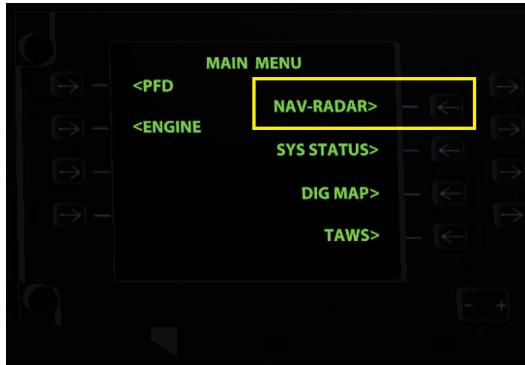 MAIN MENU
<PFD
NAV-RADAR>
<ENGINE
SYS STATUS>
DIG MAP>
TAWS>
- +